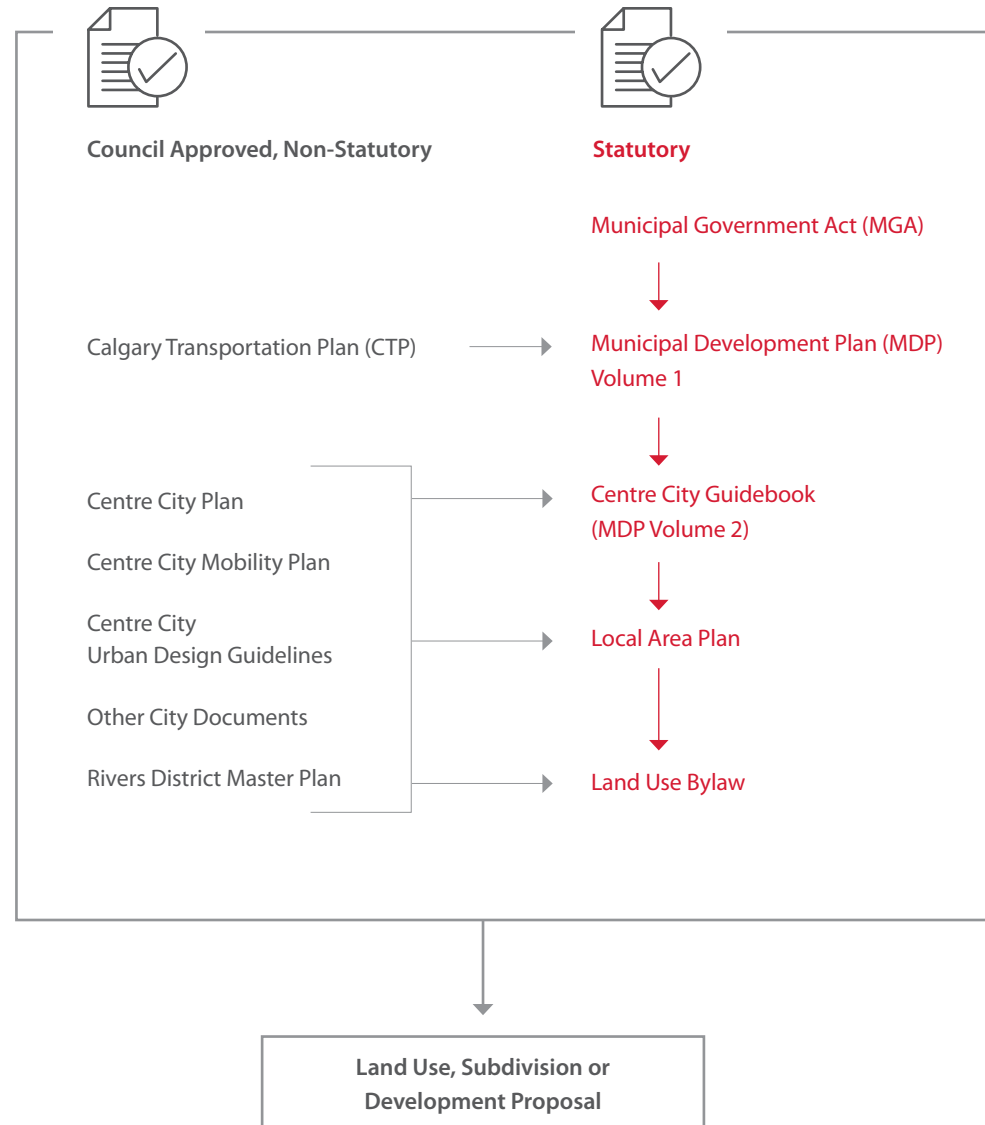 Council Approved, Non-Statutory
Statutory
Municipal Government Act (MGA)
Calgary Transportation Plan (CTP)
Municipal Development Plan (MDP)
Volume 1
Centre City Plan
Centre City Guidebook
(MDP Volume 2)
Centre City Mobility Plan
Centre City
Urban Design Guidelines
Local Area Plan
Other City Documents
Rivers District Master Plan
Land Use Bylaw
Land Use, Subdivision or
Development Proposal